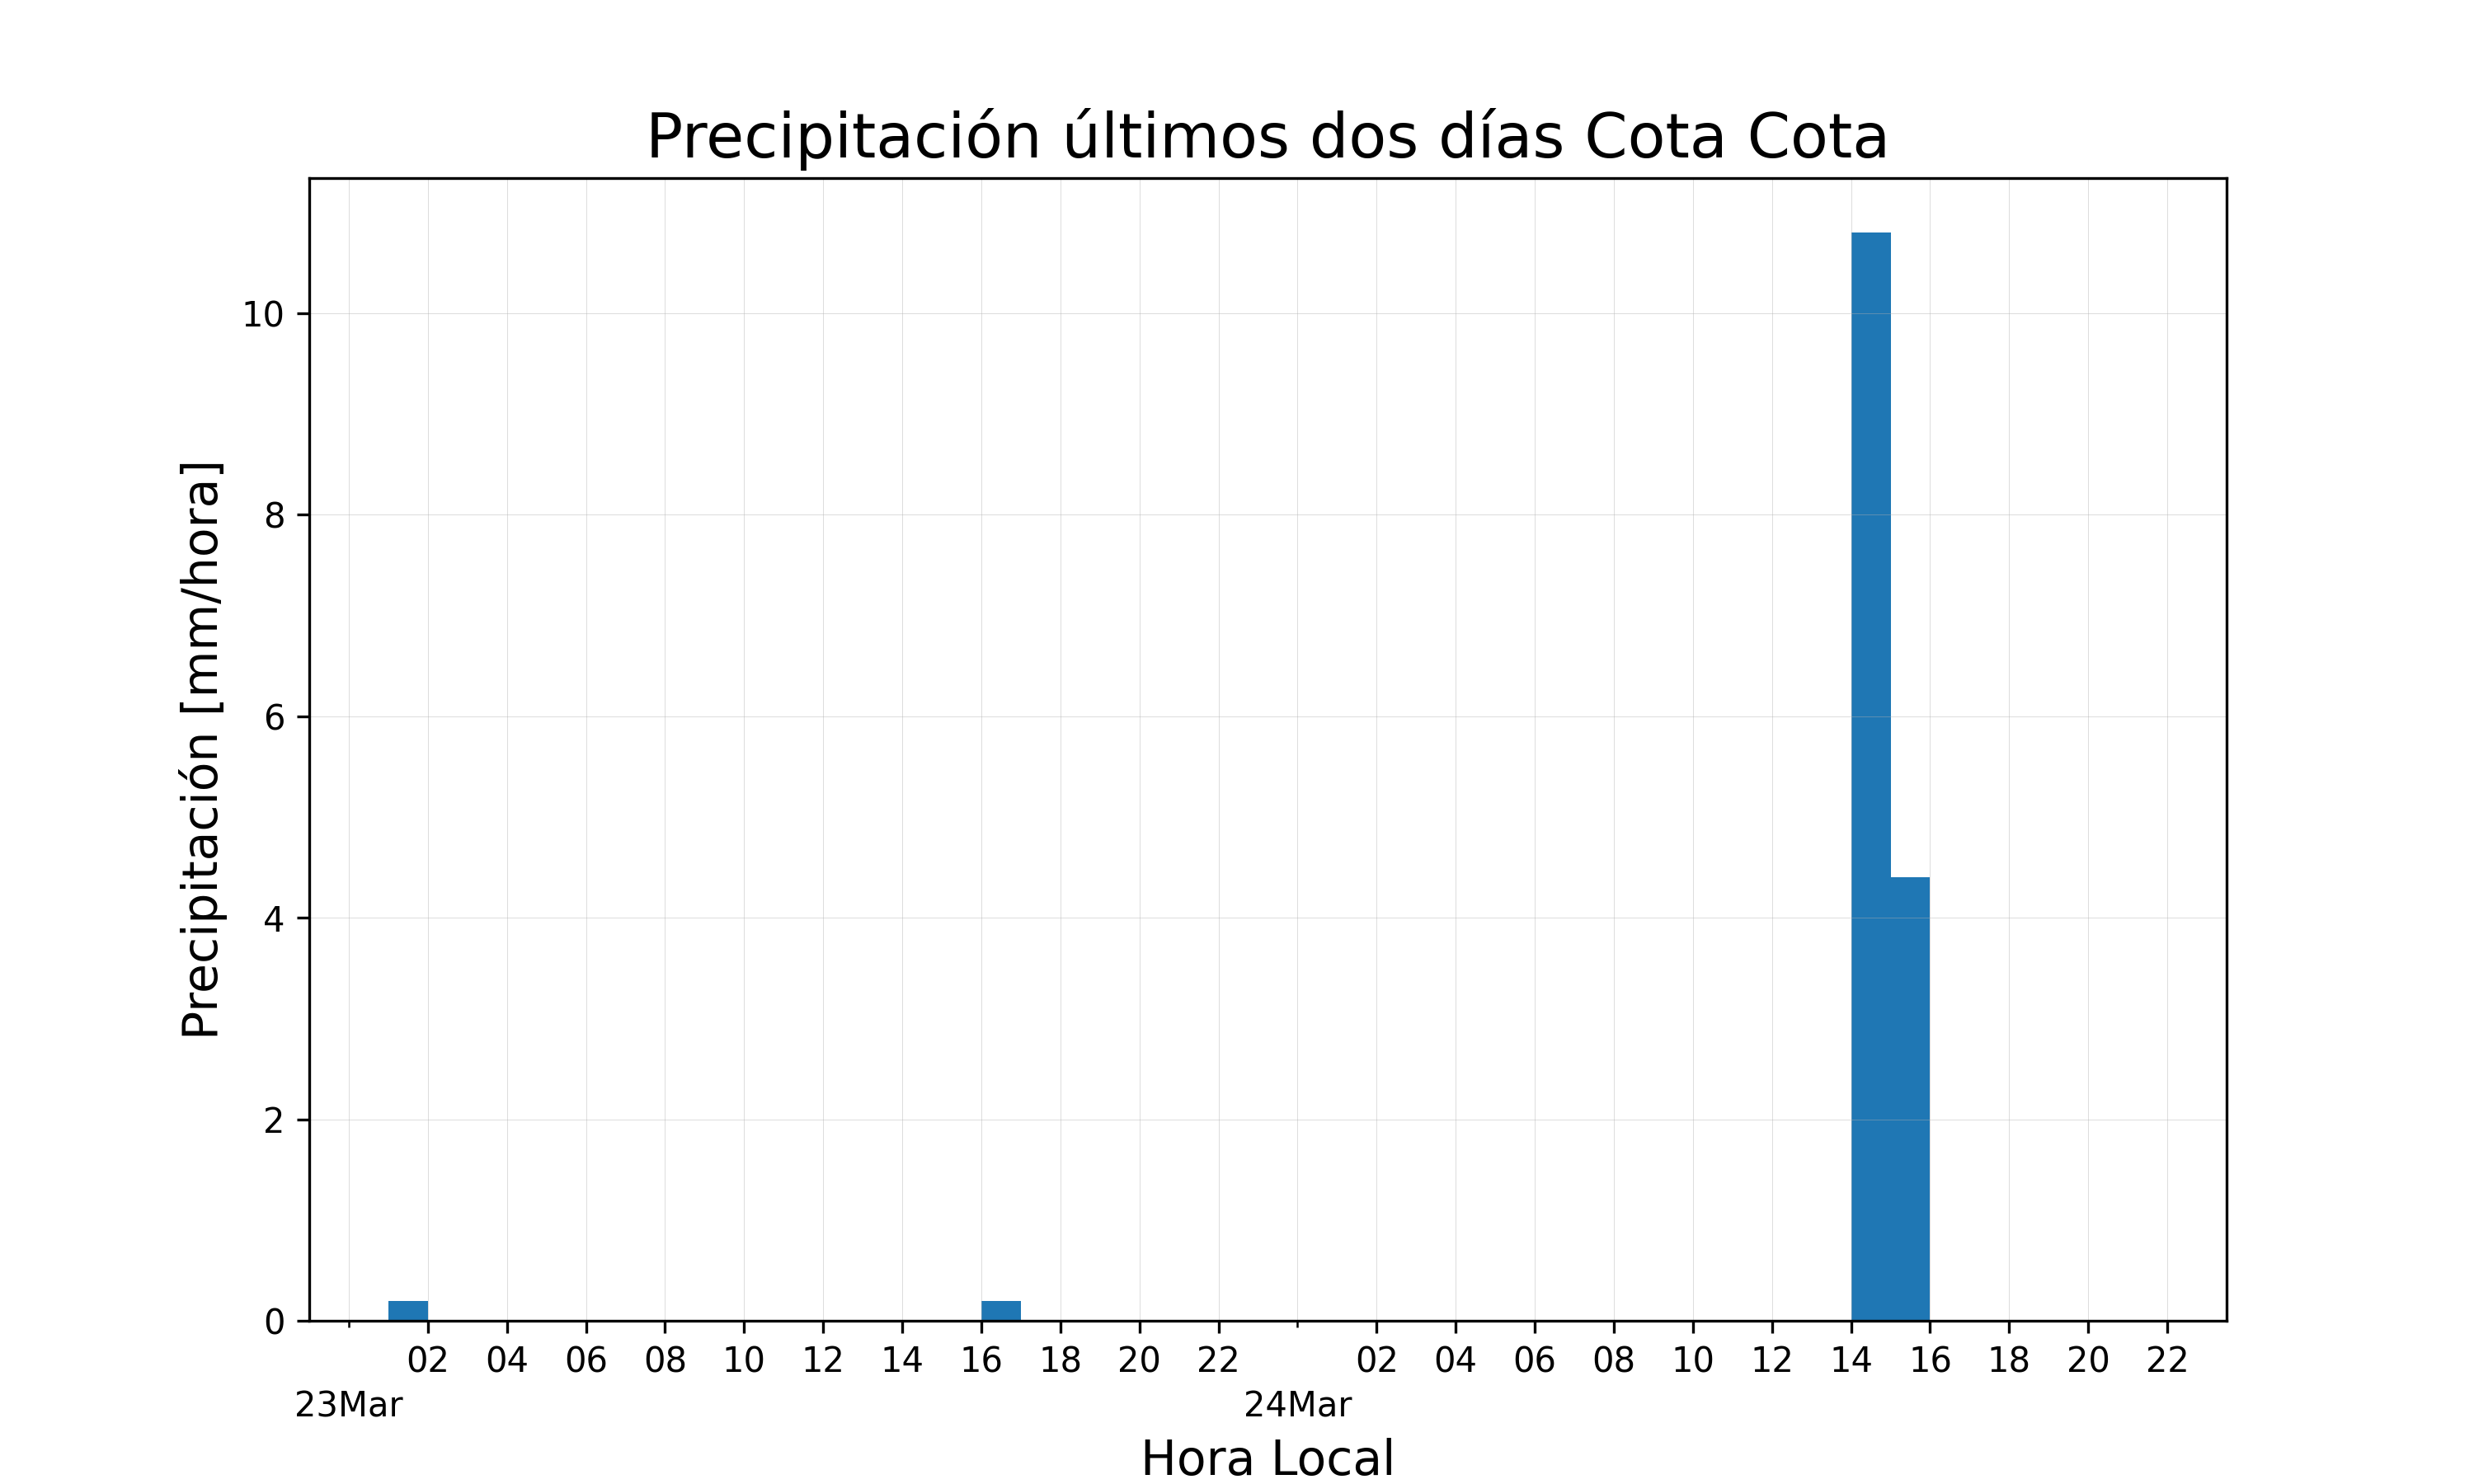 Precipitación últimos dos días Cota Cota
Precipitación [mm/hora]
10
8
6
4
2
0
02 04 06 08 10 12 14 16 18 20 22 02 04 06 08 10 12 14 16 18 20 22
23Mar 24Mar
Hora Local